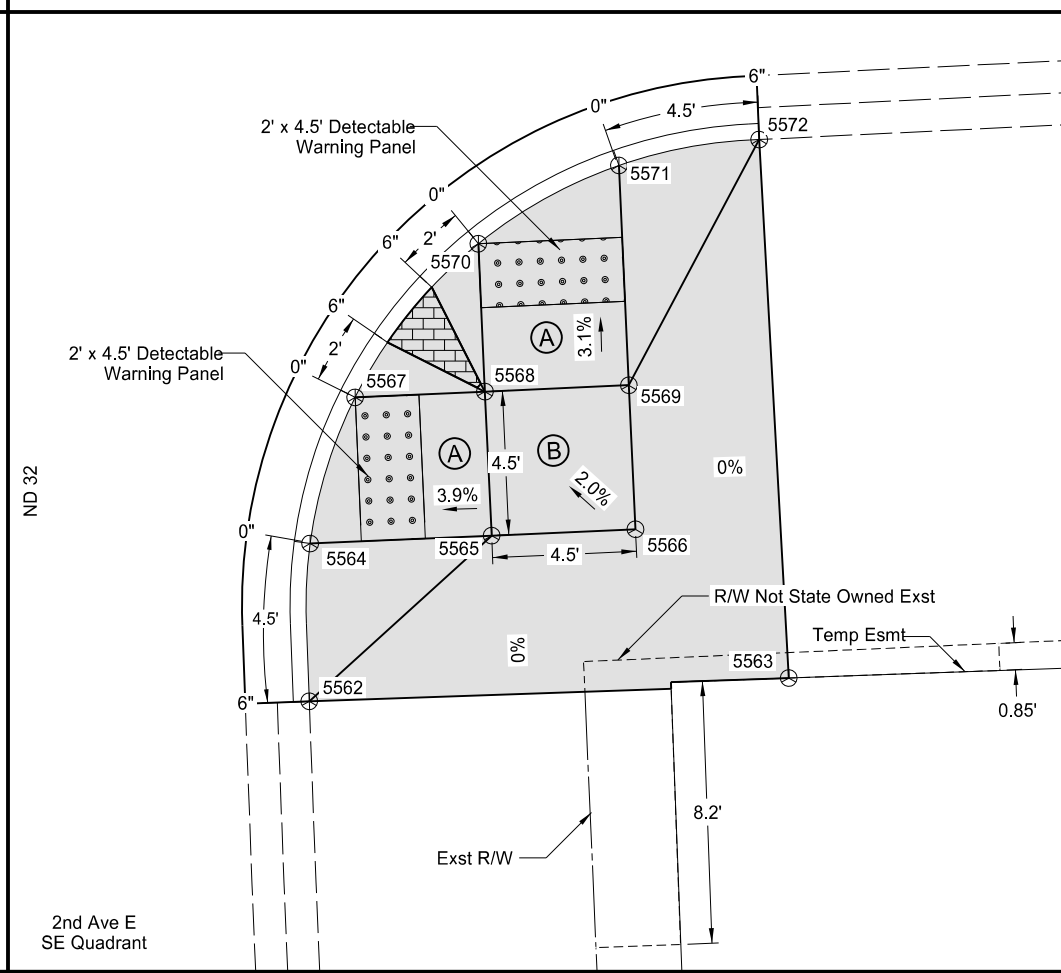 6"
0"
4.5'
5572
2' x 4.5' Detectable
Warning Panel
5571
0"
2'
6"
5570
6"
A
3.1%
2' x 4.5' Detectable
Warning Panel
2'
0"
5567
5568
5569
A
4.5'
B
0%
ND 32
3.9%
2.0%
0"
5564
5565
4.5'
5566
R/W Not State Owned Exst
4.5'
Temp Esmt
0%
5563
5562
6"
0.85'
8.2'
Exst R/W
2nd Ave E
SE Quadrant